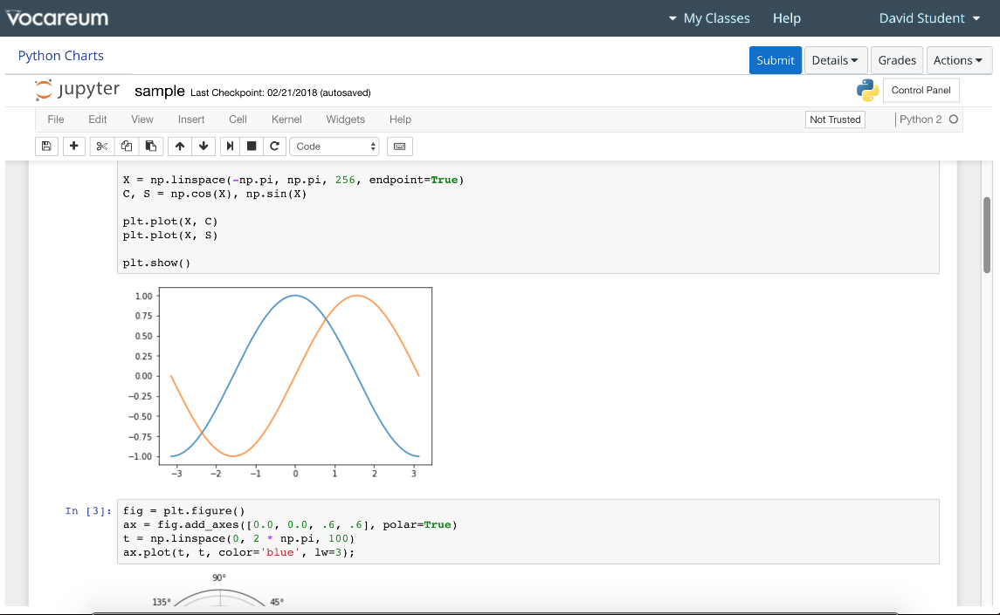 Vocareum My Classes Help David Student
Python Charts
Submit Details Grades Actions
jupyter sample Last Checkpoint: 02/21/2018 (autosaved) Control Panel
File Edit View Insert Cell Kernel Widgets Help Not Trusted Python 2
Code
X = np.linspace(-np.pi, np.pi, 256, endpoint=True)
C, S = np.cos(X), np.sin(X)
plt.plot(X, C)
plt.plot(X, S)
plt.show()
1.00
0.75
0.50
0.25
0.00
−0.25
−0.50
−0.75
−1.00
−3 −2 −1 0 1 2 3
In [3]: fig = plt.figure()
ax = fig.add_axes([0.0, 0.0, .6, .6], polar=True)
t = np.linspace(0, 2 * np.pi, 100)
ax.plot(t, t, color='blue', lw=3);
90°
135° 45°